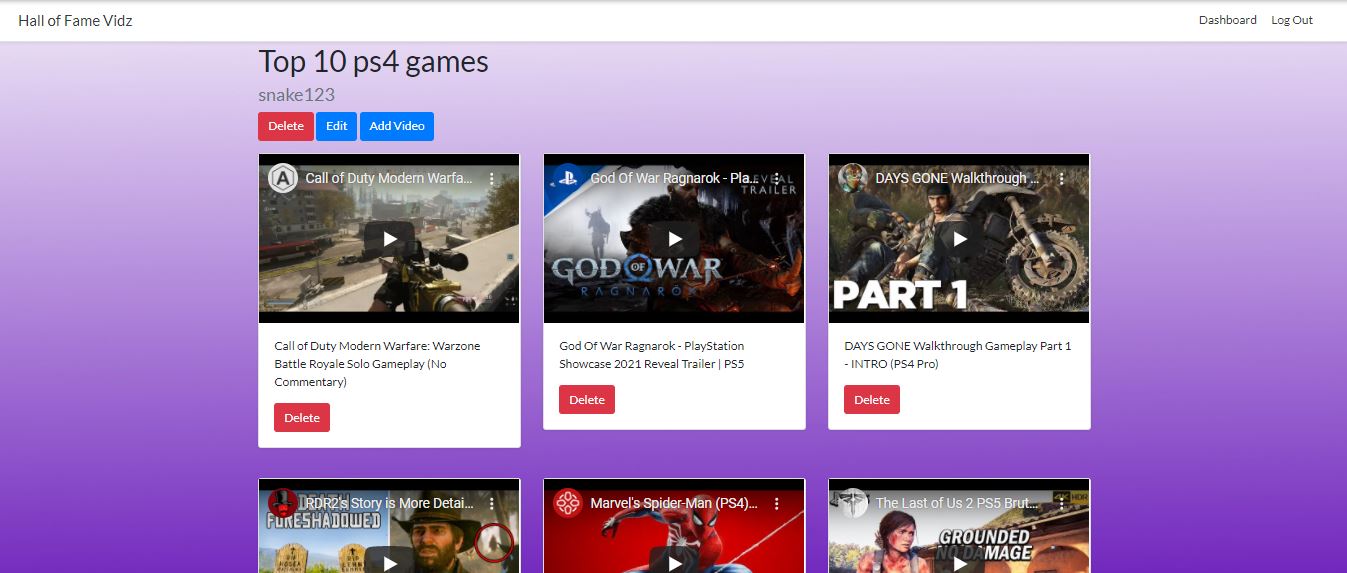 Hall of Fame Vidz
Dashboard
Log Out
Top 10 ps4 games
snake123
Delete
Edit
Add Video
Call of Duty Modern Warfa...
God Of War Ragnarok - Pla...
REVEAL
TRAILER
GOD OF WAR
RAGNARÖK
DAYS GONE Walkthrough ...
PART 1
Call of Duty Modern Warfare: Warzone
Battle Royale Solo Gameplay (No
Commentary)
Delete
God Of War Ragnarok - PlayStation
Showcase 2021 Reveal Trailer | PS5
Delete
DAYS GONE Walkthrough Gameplay Part 1
- INTRO (PS4 Pro)
Delete
RDR2's Story is More Detai...
DEATH
FORESHADOWED
Marvel's Spider-Man (PS4)...
The Last of Us 2 PS5 Brut...
4K HDR
GROUNDED
NO DAMAGE